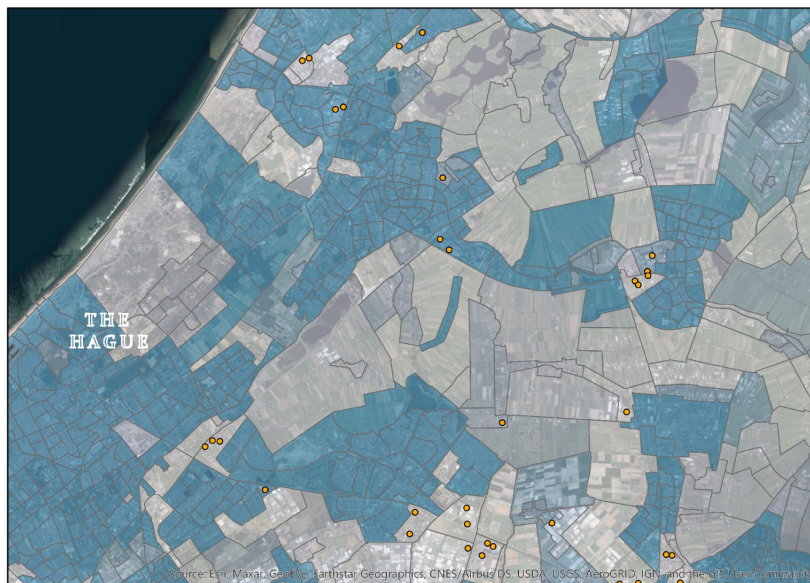 THE
HAGUE
Source: Esri, Maxar, GeoEye, Earthstar Geographics, CNES/Airbus DS, USDA, USGS, AeroGRID, IGN, and the GIS User Community